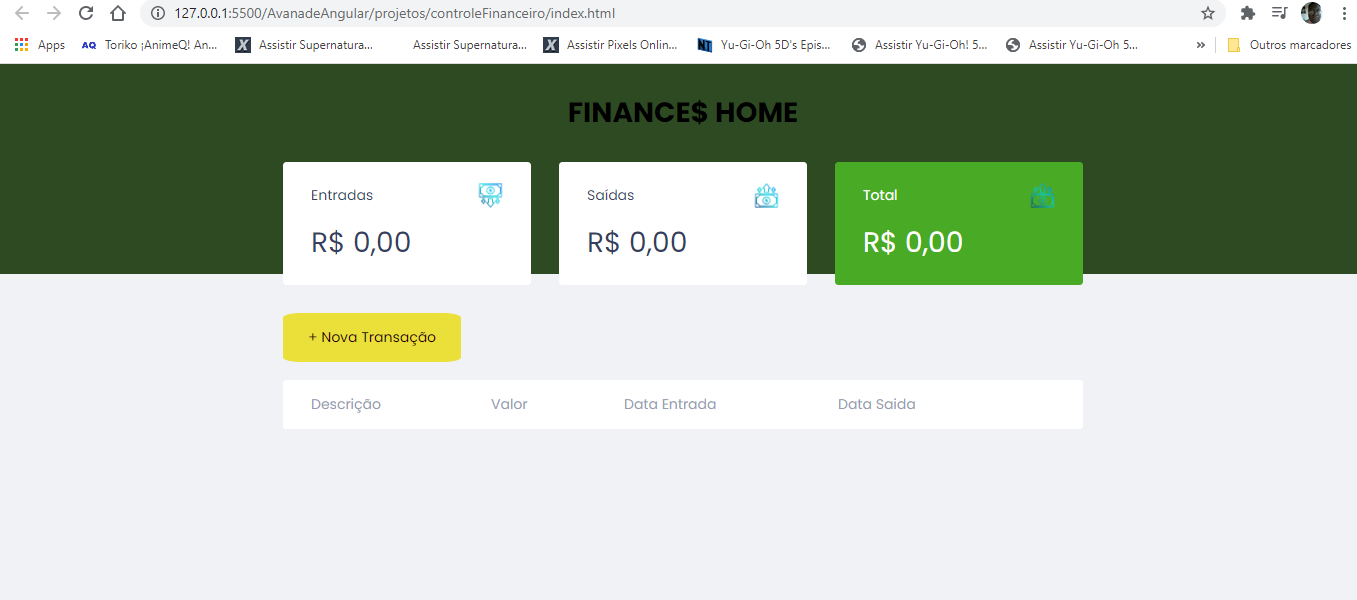 127.0.0.1:5500/AvanadeAngular/projetos/controleFinanceiro/index.html
Apps AQ Toriko ¡AnimeQ! An... X Assistir Supernatura... Assistir Supernatura... X Assistir Pixels Onlin... NT Yu-Gi-Oh 5D's Epis... Assistir Yu-Gi-Oh! 5... Assistir Yu-Gi-Oh 5... » Outros marcadores
FINANCE$ HOME
Entradas
R$ 0,00
Saídas
R$ 0,00
Total
R$ 0,00
+ Nova Transação
Descrição Valor Data Entrada Data Saida